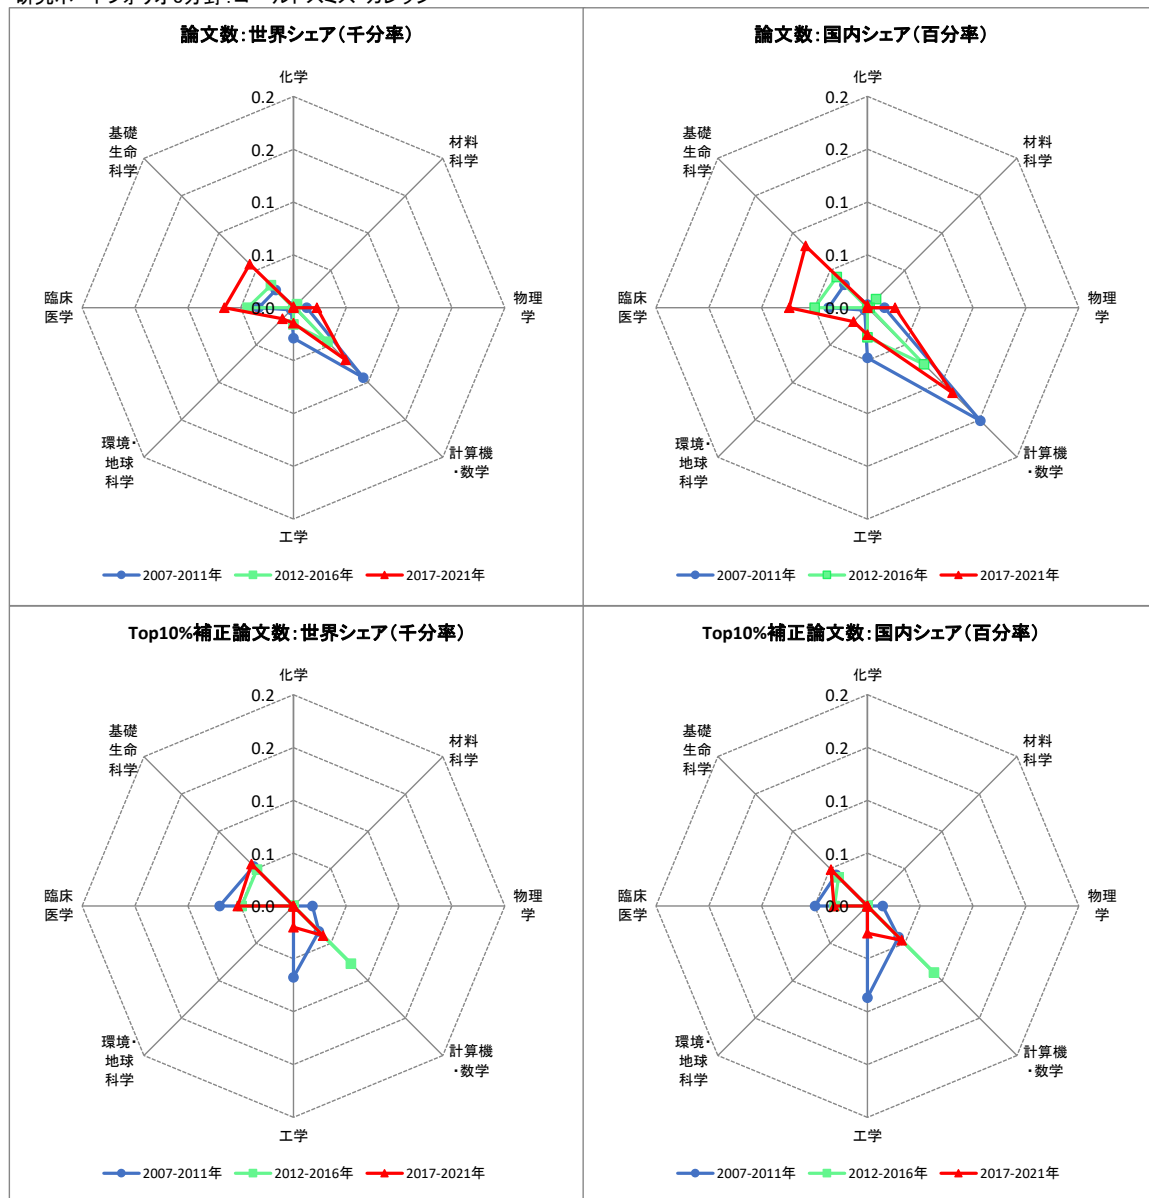 論文数：世界シェア（千分率）
化学
材料
科学
物理
学
計算機
・数学
工学
環境・
地球
科学
臨床
医学
基礎
生命
科学
0.2
0.2
0.1
0.1
0.0
2007-2011年
2012-2016年
2017-2021年
論文数：国内シェア（百分率）
化学
材料
科学
物理
学
計算機
・数学
工学
環境・
地球
科学
臨床
医学
基礎
生命
科学
0.2
0.2
0.1
0.1
0.0
2007-2011年
2012-2016年
2017-2021年
Top10%補正論文数：世界シェア（千分率）
化学
材料
科学
物理
学
計算機
・数学
工学
環境・
地球
科学
臨床
医学
基礎
生命
科学
0.2
0.2
0.1
0.1
0.0
2007-2011年
2012-2016年
2017-2021年
Top10%補正論文数：国内シェア（百分率）
化学
材料
科学
物理
学
計算機
・数学
工学
環境・
地球
科学
臨床
医学
基礎
生命
科学
0.2
0.2
0.1
0.1
0.0
2007-2011年
2012-2016年
2017-2021年